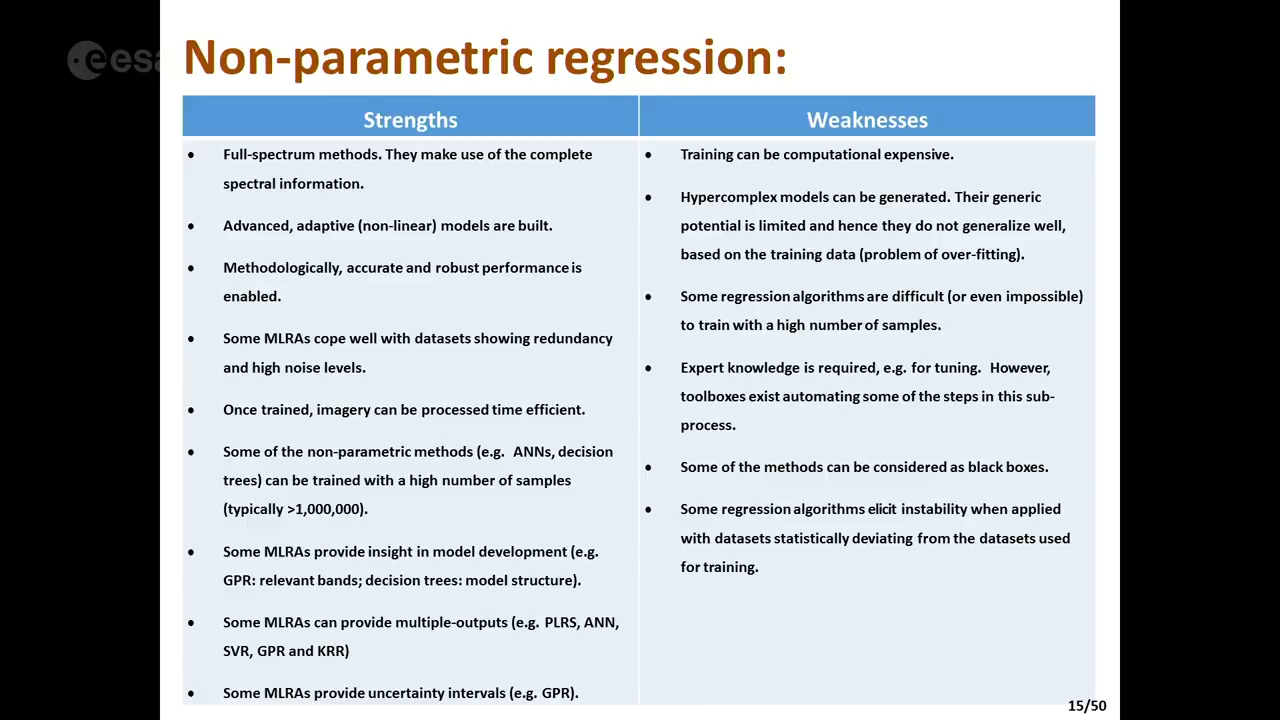 esa
Non-parametric regression:
Strengths
Weaknesses
• Full-spectrum methods. They make use of the complete
spectral information.
• Advanced, adaptive (non-linear) models are built.
• Methodologically, accurate and robust performance is
enabled.
• Some MLRAs cope well with datasets showing redundancy
and high noise levels.
• Once trained, imagery can be processed time efficient.
• Some of the non-parametric methods (e.g. ANNs, decision
trees) can be trained with a high number of samples
(typically >1,000,000).
• Some MLRAs provide insight in model development (e.g.
GPR: relevant bands; decision trees: model structure).
• Some MLRAs can provide multiple-outputs (e.g. PLRS, ANN,
SVR, GPR and KRR)
• Some MLRAs provide uncertainty intervals (e.g. GPR).
• Training can be computational expensive.
• Hypercomplex models can be generated. Their generic
potential is limited and hence they do not generalize well,
based on the training data (problem of over-fitting).
• Some regression algorithms are difficult (or even impossible)
to train with a high number of samples.
• Expert knowledge is required, e.g. for tuning. However,
toolboxes exist automating some of the steps in this sub-
process.
• Some of the methods can be considered as black boxes.
• Some regression algorithms elicit instability when applied
with datasets statistically deviating from the datasets used
for training.
15/50